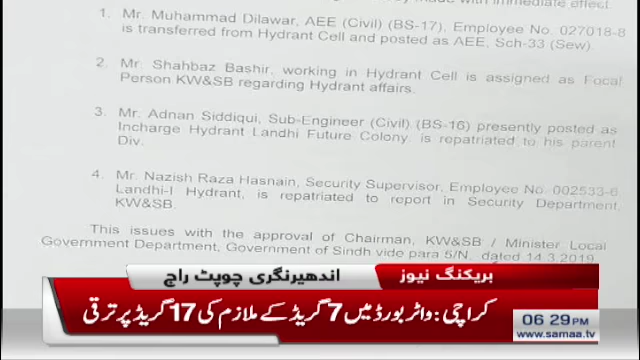 made with immediate effect.
1. Mr. Muhammad Dilawar, AEE (Civil) (BS-17), Employee No. 027018-8
is transferred from Hydrant Cell and posted as AEE, Sch-33 (Sew).
2. Mr. Shahbaz Bashir, working in Hydrant Cell is assigned as Focal
Person KW&SB regarding Hydrant affairs.
3. Mr. Adnan Siddiqui, Sub-Engineer (Civil) (BS-16) presently posted as
Incharge Hydrant Landhi Future Colony, is repatriated to his parent
Div.
4. Mr. Nazish Raza Hasnain, Security Supervisor, Employee No. 002533-6
Landhi-I Hydrant, is repatriated to report in Security Department,
KW&SB.
This issues with the approval of Chairman, KW&SB / Minister Local
Government Department, Government of Sindh vide para 5/N, dated 14.3.2019.
بریکنگ نیوز
اندھیرنگری چوپٹ راج
کراچی : واٹر بورڈ میں 7 گریڈ کے ملازم کی 17 گریڈ پر ترقی
06:29 PM
www.samaa.tv